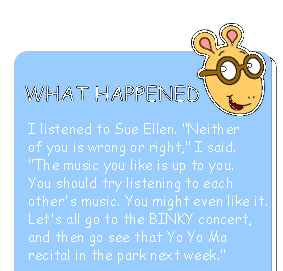 WHAT HAPPENED
I listened to Sue Ellen. "Neither
of you is wrong or right," I said.
"The music you like is up to you.
You should try listening to each
other's music. You might even like it.
Let's all go to the BINKY concert,
and then go see that Yo Yo Ma
recital in the park next week."